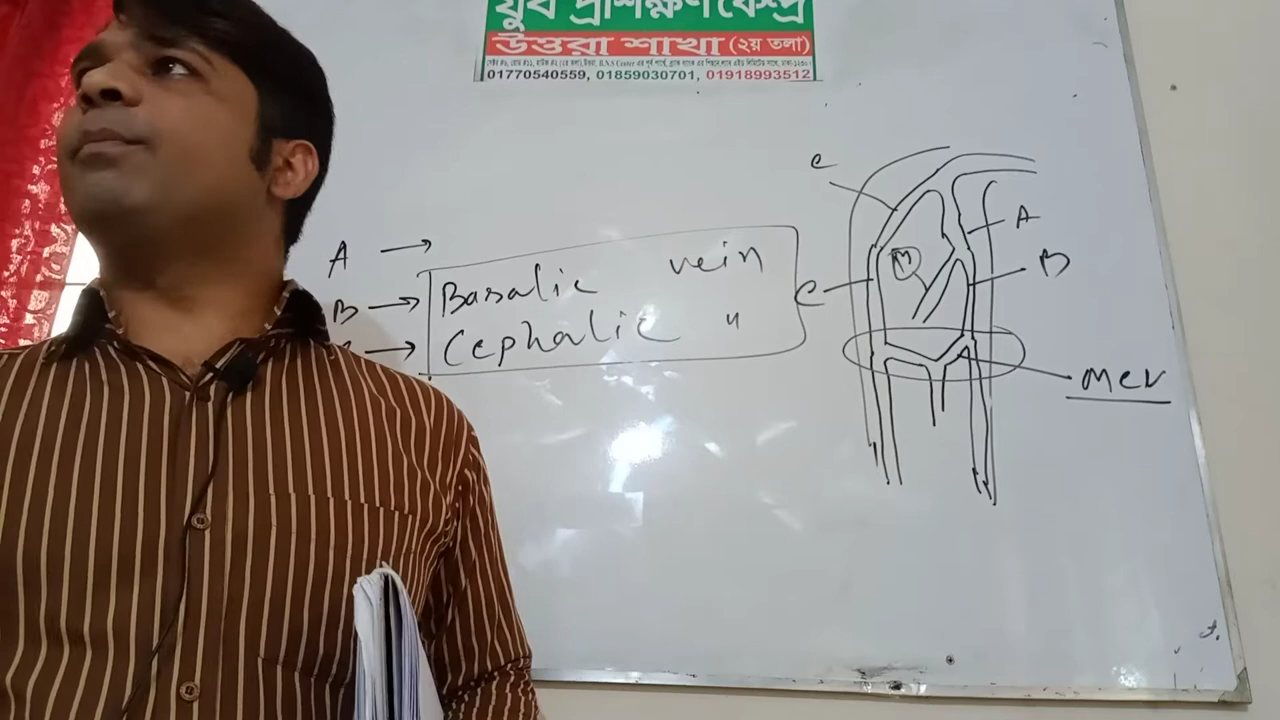 যুব প্রশিক্ষণ কেন্দ্র
উত্তরা শাখা (২য় তলা)
01770540559, 01859030701, 01918993512
A →
B → Basalic vein
→ Cephalic "
C
A
M
B
C
MCV